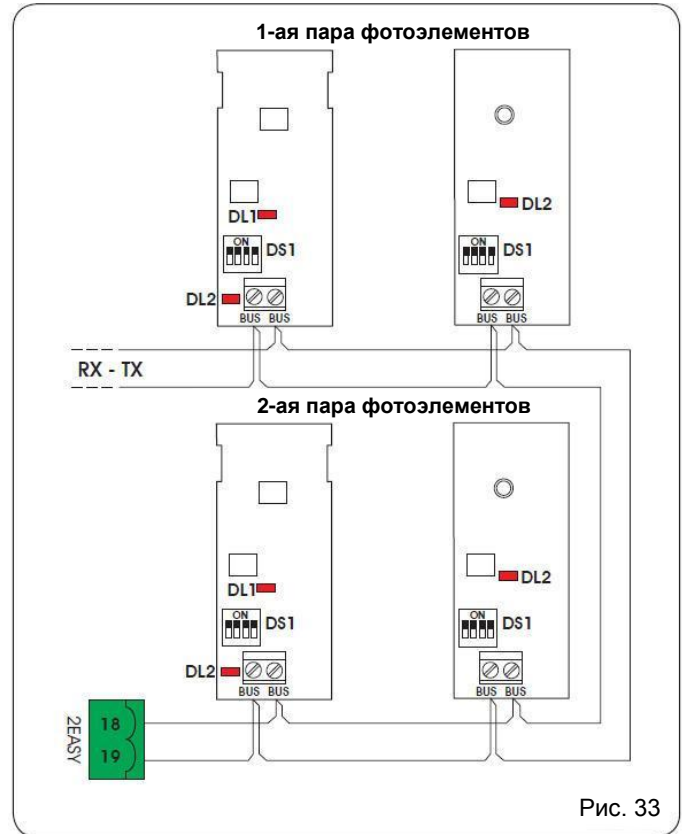 1-ая пара фотоэлементов
DL1
DL2
ON
DS1
ON
DS1
DL2
BUS BUS
BUS BUS
RX - TX
2-ая пара фотоэлементов
DL1
DL2
ON
DS1
ON
DS1
DL2
BUS BUS
BUS BUS
2EASY
18
19
Рис. 33